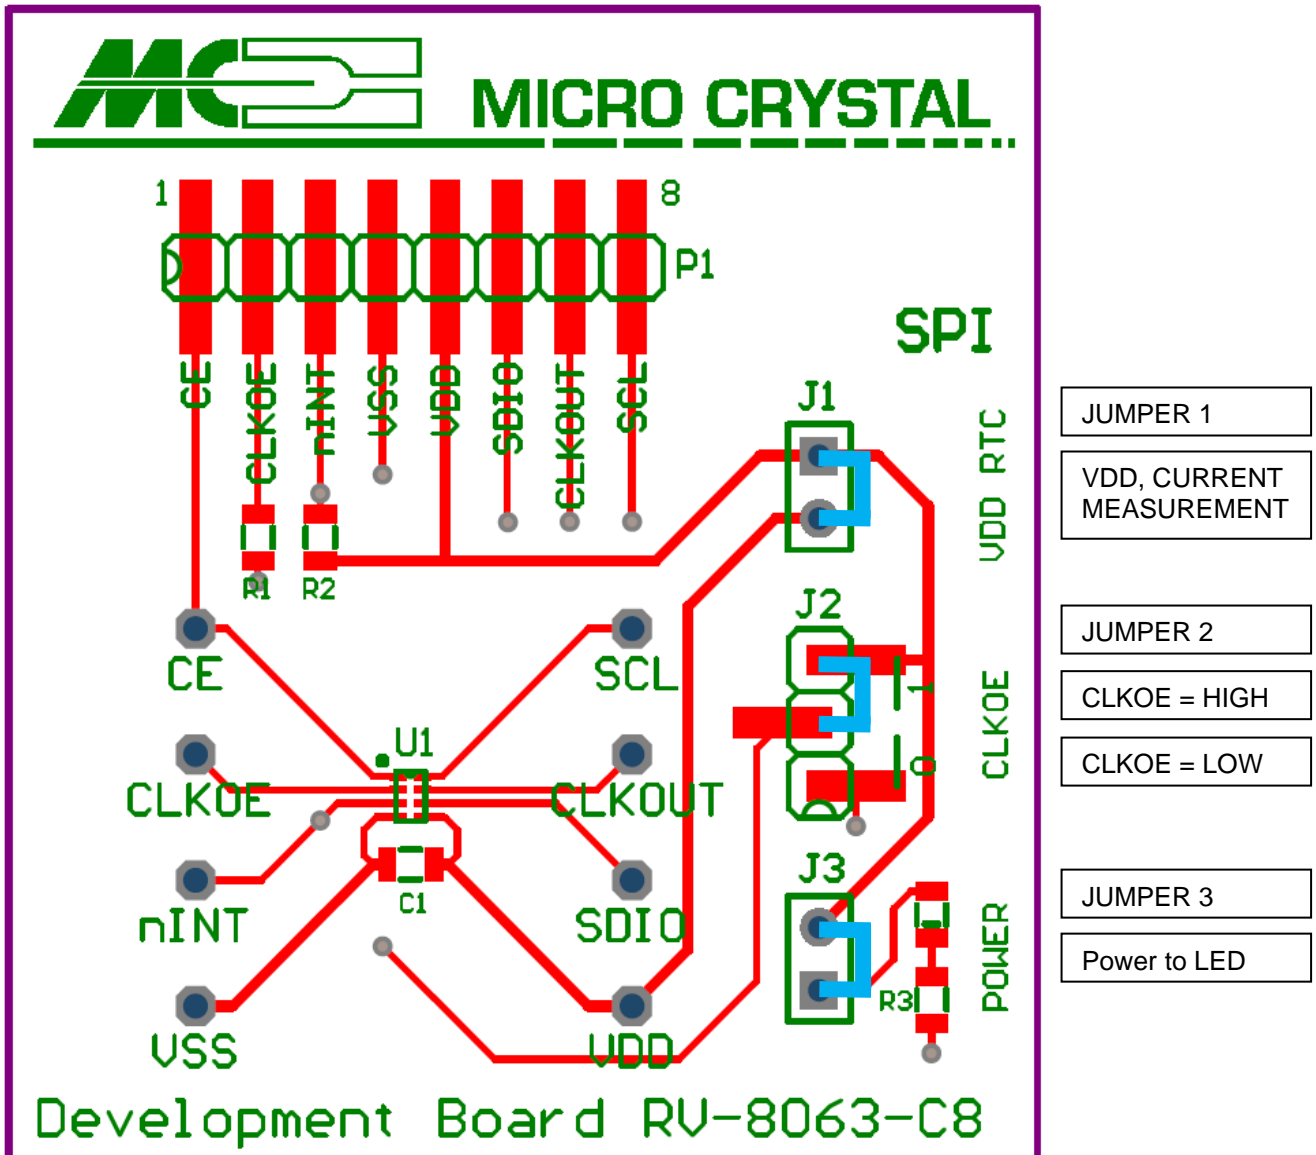 MC
MICRO CRYSTAL
1
8
P1
CE
CLKOE
nINT
VSS
VDD
SDIO
CLKOUT
SCL
SPI
J1
VDD RTC
JUMPER 1
VDD, CURRENT
MEASUREMENT
R1
R2
J2
1
0
CLKOE
JUMPER 2
CLKOE = HIGH
CLKOE = LOW
CE
SCL
U1
CLKOE
CLKOUT
nINT
C1
SDIO
J3
POWER
R3
JUMPER 3
Power to LED
VSS
VDD
Development Board RV-8063-C8